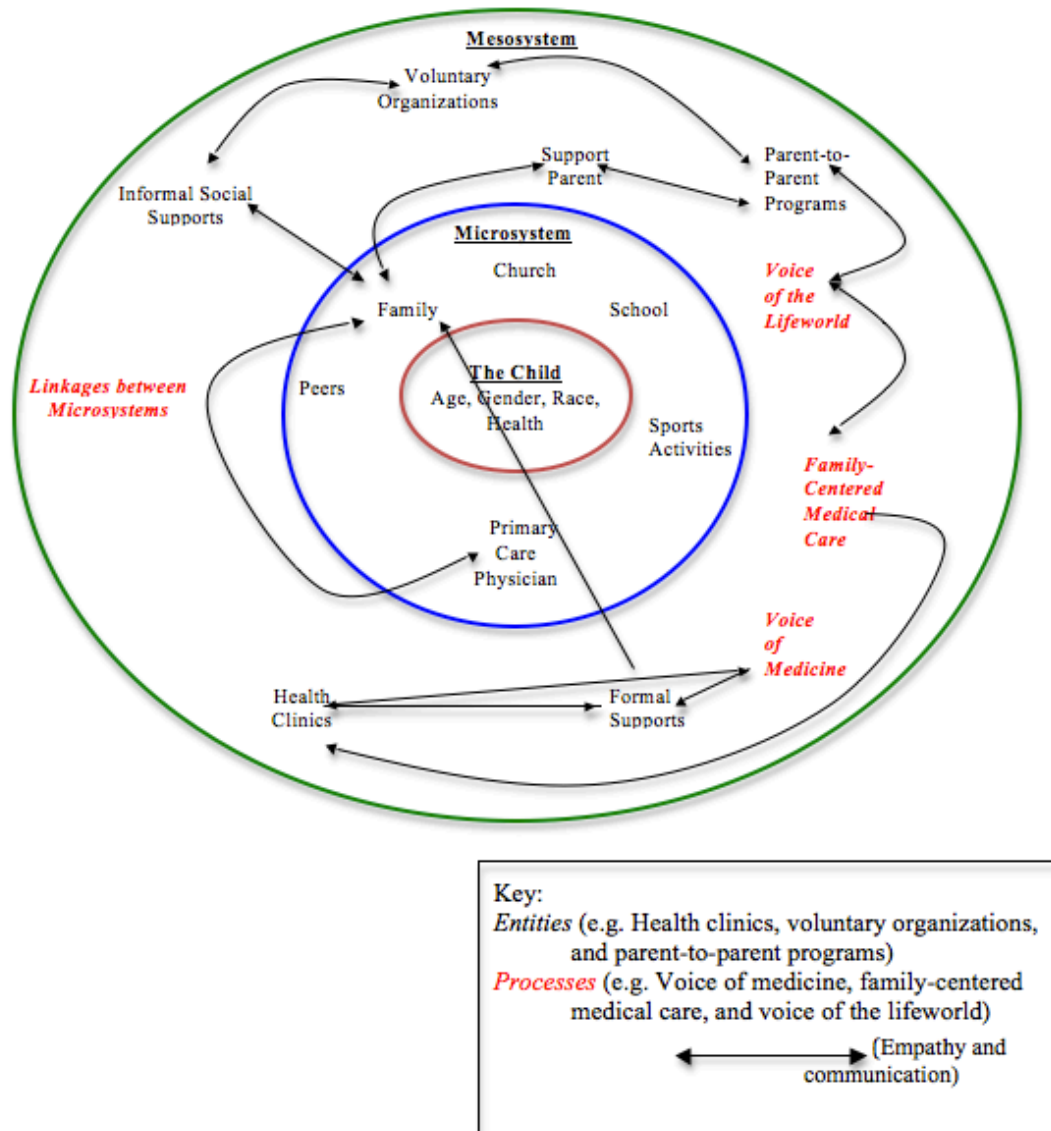 Mesosystem
Voluntary
Organizations
Support
Parent
Parent-to-
Parent
Programs
Informal Social
Supports
Microsystem
Church
Voice
of the
Lifeworld
Family
School
The Child
Age, Gender, Race,
Health
Linkages between
Microsystems
Peers
Sports
Activities
Family-
Centered
Medical
Care
Primary
Care
Physician
Voice
of
Medicine
Health
Clinics
Formal
Supports
Key:
Entities (e.g. Health clinics, voluntary organizations,
and parent-to-parent programs)
Processes (e.g. Voice of medicine, family-centered
medical care, and voice of the lifeworld)
(Empathy and
communication)